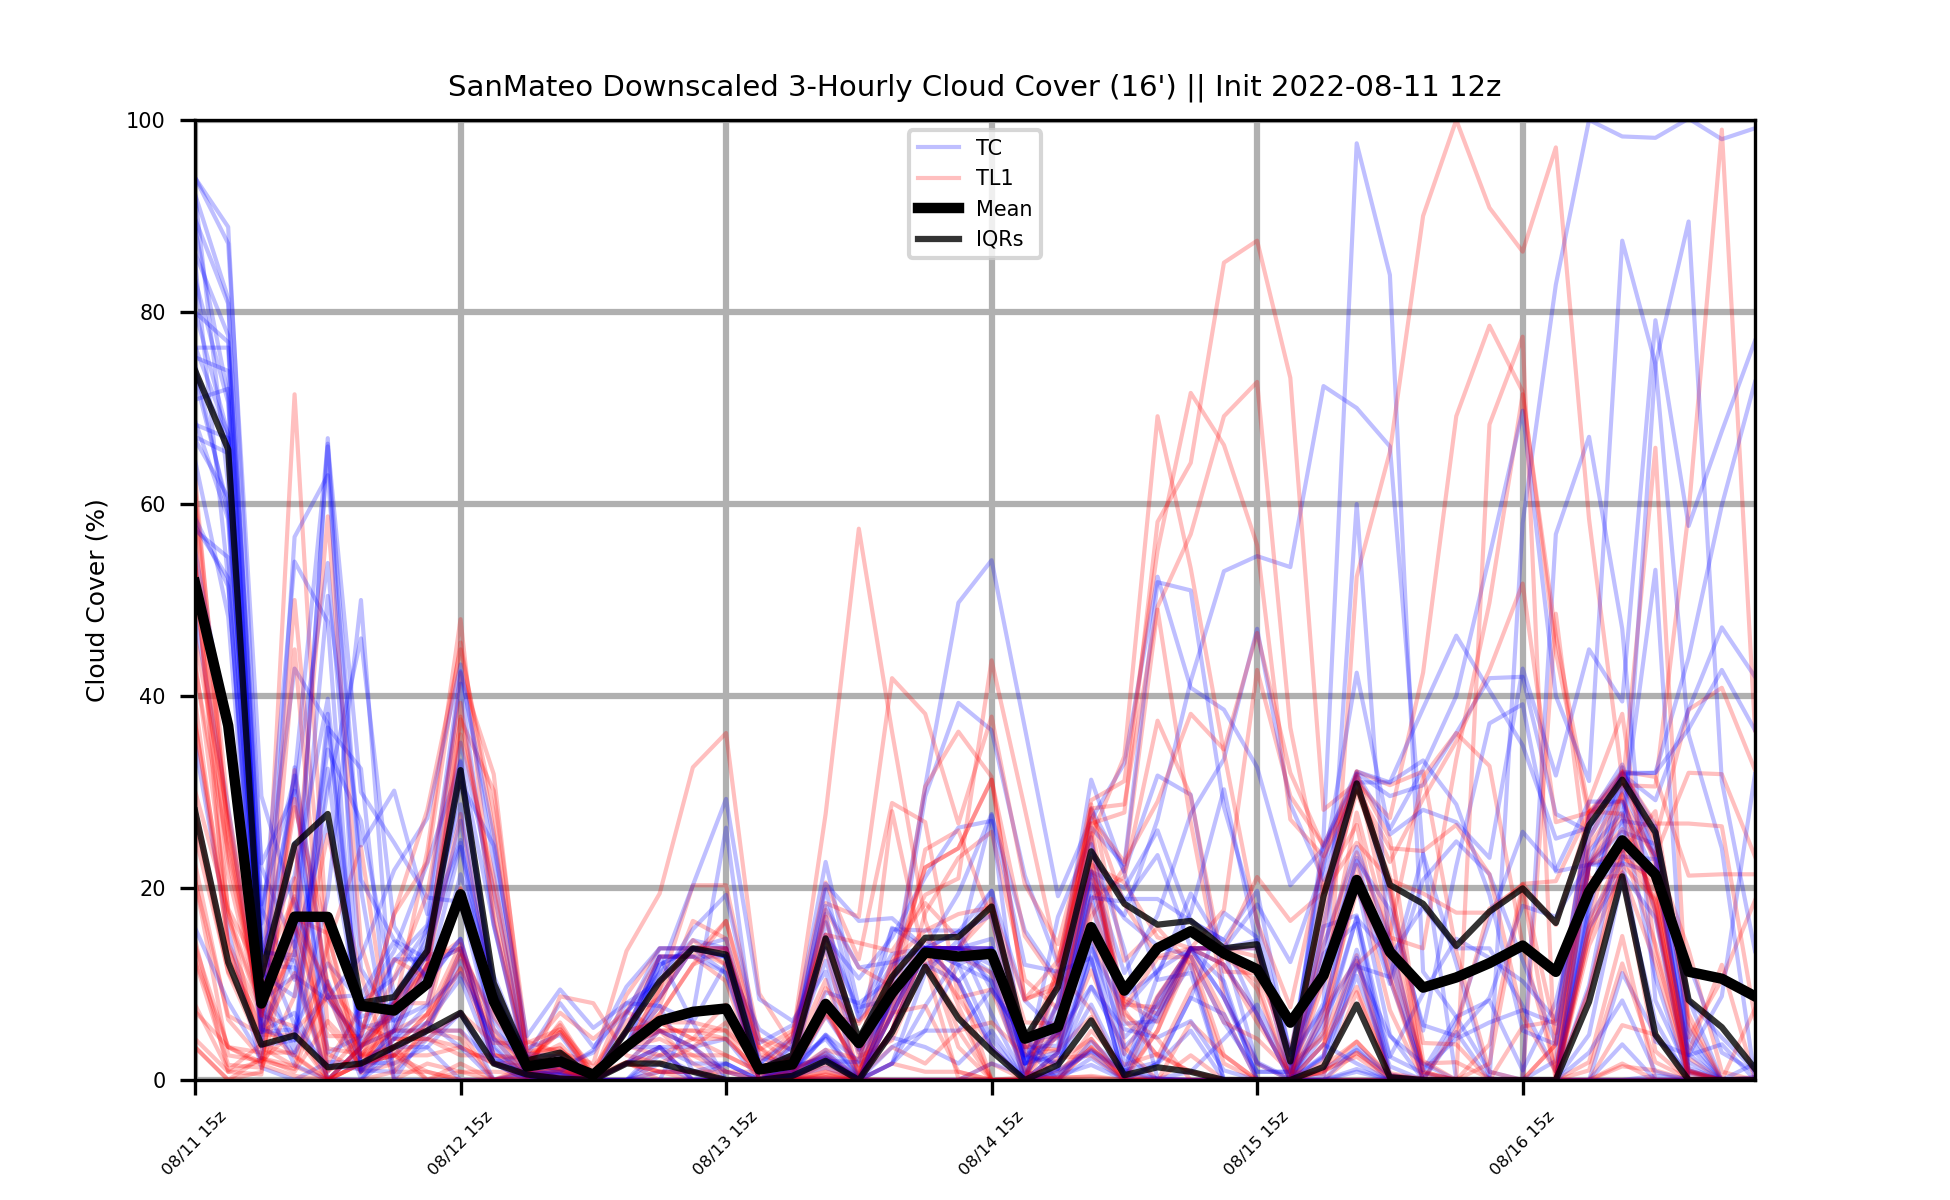 SanMateo Downscaled 3-Hourly Cloud Cover (16') || Init 2022-08-11 12z
100
80
60
40
20
0
Cloud Cover (%)
TC
TL1
Mean
IQRs
08/11 15z
08/12 15z
08/13 15z
08/14 15z
08/15 15z
08/16 15z